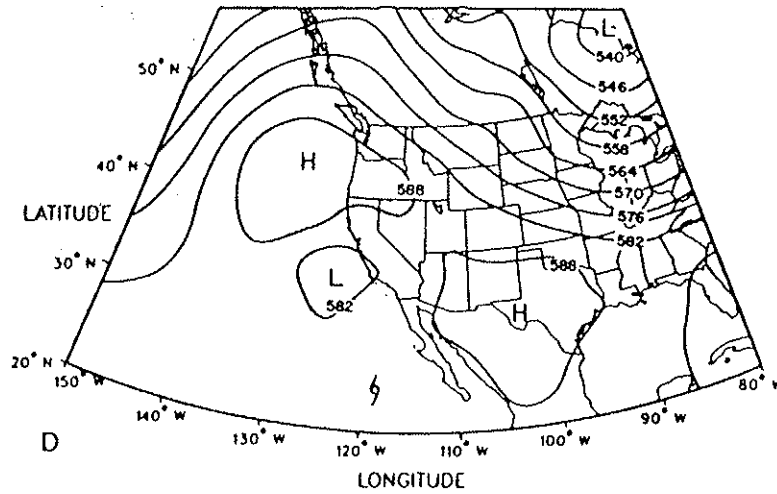 L
540
546
552
558
564
570
576
582
588
588
H
L
582
H
50° N
40° N
LATITUDE
30° N
20° N
150° W
140° W
130° W
120° W
110° W
100° W
90° W
80° W
D
LONGITUDE